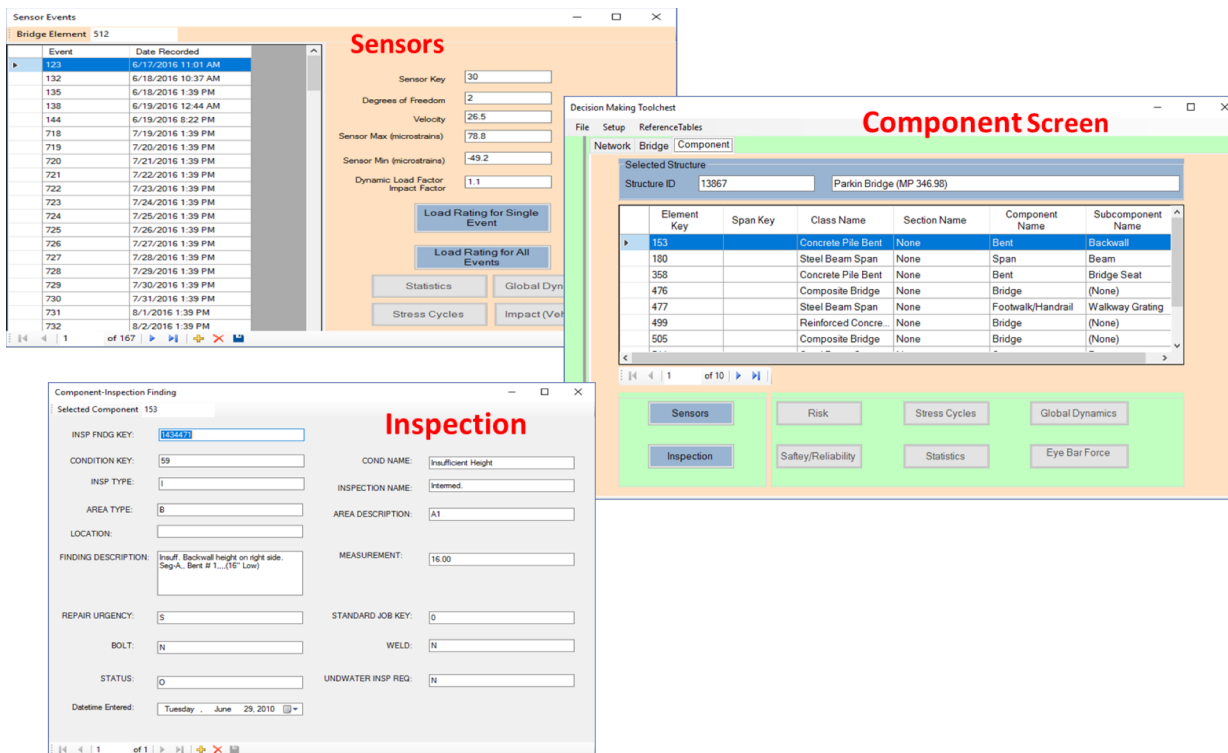 Sensor Events
Bridge Element 512
Sensors
Event Date Recorded
123 6/17/2016 11:01 AM
132 6/18/2016 10:37 AM
135 6/18/2016 1:39 PM
138 6/19/2016 12:44 AM
144 6/19/2016 8:22 PM
718 7/19/2016 1:39 PM
719 7/20/2016 1:39 PM
720 7/21/2016 1:39 PM
721 7/22/2016 1:39 PM
722 7/23/2016 1:39 PM
723 7/24/2016 1:39 PM
724 7/25/2016 1:39 PM
725 7/26/2016 1:39 PM
726 7/27/2016 1:39 PM
727 7/28/2016 1:39 PM
728 7/29/2016 1:39 PM
729 7/30/2016 1:39 PM
730 7/31/2016 1:39 PM
731 8/1/2016 1:39 PM
732 8/2/2016 1:39 PM
1 of 167
Sensor Key 30
Degrees of Freedom 2
Velocity 26.5
Sensor Max (microstrains) 78.8
Sensor Min (microstrains) -49.2
Dynamic Load Factor
Impact Factor 1.1
Load Rating for Single
Event
Load Rating for All
Events
Statistics Global Dyn
Stress Cycles Impact (Veh
Decision Making Toolchest
Component Screen
File Setup ReferenceTables
Network Bridge Component
Selected Structure
Structure ID 13867 Parkin Bridge (MP 346.98)
Element Key Span Key Class Name Section Name Component Name Subcomponent Name
153 Concrete Pile Bent None Bent Backwall
180 Steel Beam Span None Span Beam
358 Concrete Pile Bent None Bent Bridge Seat
476 Composite Bridge None Bridge (None)
477 Steel Beam Span None Footwalk/Handrail Walkway Grating
499 Reinforced Concre... None Bridge (None)
505 Composite Bridge None Bridge (None)
1 of 10
Sensors Risk Stress Cycles Global Dynamics
Inspection Saftey/Reliability Statistics Eye Bar Force
Component-Inspection Finding
Selected Component 153
Inspection
INSP FNDG KEY: 1434471
CONDITION KEY: 59 COND NAME: Insufficient Height
INSP TYPE: I INSPECTION NAME: Intermed.
AREA TYPE: B AREA DESCRIPTION: A1
LOCATION:
FINDING DESCRIPTION: Insuff. Backwall height on right side.
Seg-A,. Bent # 1,,,,(16" Low)
MEASUREMENT: 16.00
REPAIR URGENCY: S STANDARD JOB KEY: 0
BOLT: N WELD: N
STATUS: O UNDWATER INSP REQ: N
Datetime Entered: Tuesday , June 29, 2010
1 of 1